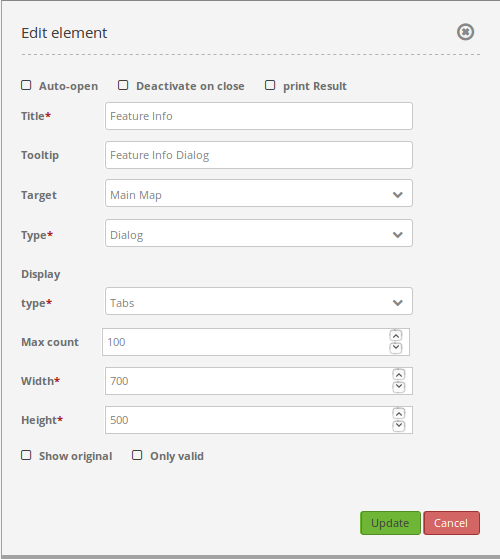 Edit element
Auto-open Deactivate on close print Result
Title* Feature Info
Tooltip Feature Info Dialog
Target Main Map
Type* Dialog
Display
type* Tabs
Max count 100
Width* 700
Height* 500
Show original Only valid
Update Cancel